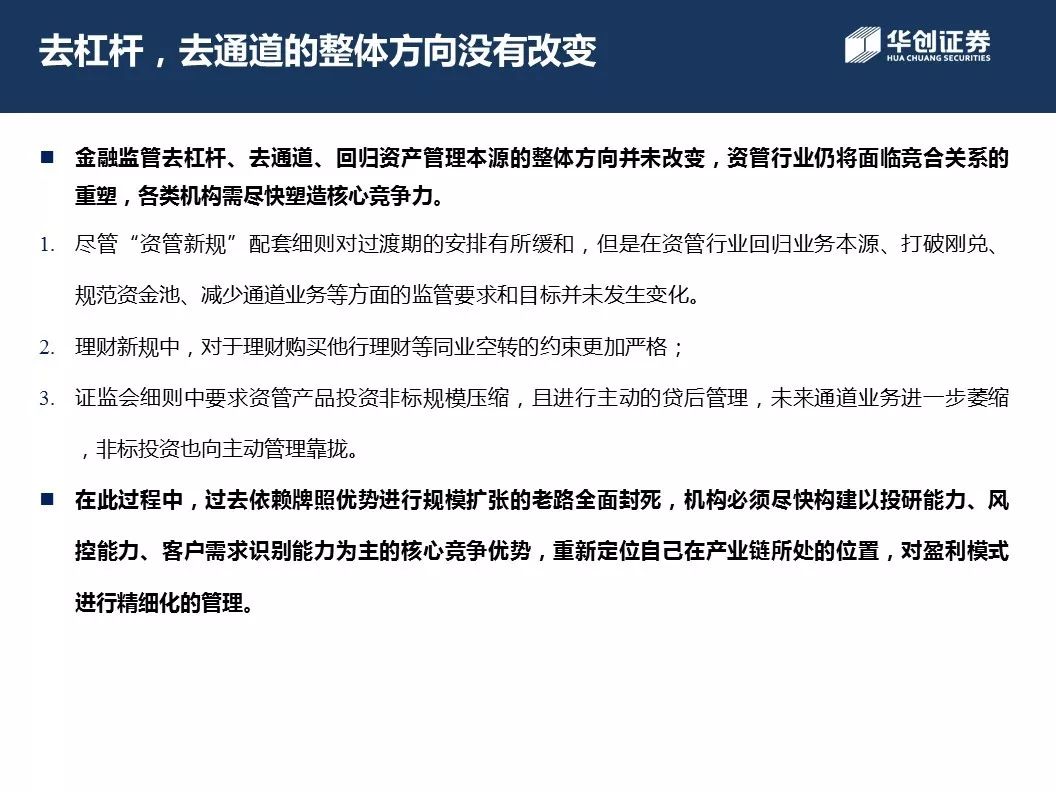 去杠杆，去通道的整体方向没有改变
华创证券
HUA CHUANG SECURITIES
■ 金融监管去杠杆、去通道、回归资产管理本源的整体方向并未改变，资管行业仍将面临竞合关系的
重塑，各类机构需尽快塑造核心竞争力。
1. 尽管“资管新规”配套细则对过渡期的安排有所缓和，但是在资管行业回归业务本源、打破刚兑、
规范资金池、减少通道业务等方面的监管要求和目标并未发生变化。
2. 理财新规中，对于理财购买他行理财等同业空转的约束更加严格；
3. 证监会细则中要求资管产品投资非标规模压缩，且进行主动的贷后管理，未来通道业务进一步萎缩
，非标投资也向主动管理靠拢。
■ 在此过程中，过去依赖牌照优势进行规模扩张的老路全面封死，机构必须尽快构建以投研能力、风
控能力、客户需求识别能力为主的核心竞争优势，重新定位自己在产业链所处的位置，对盈利模式
进行精细化的管理。